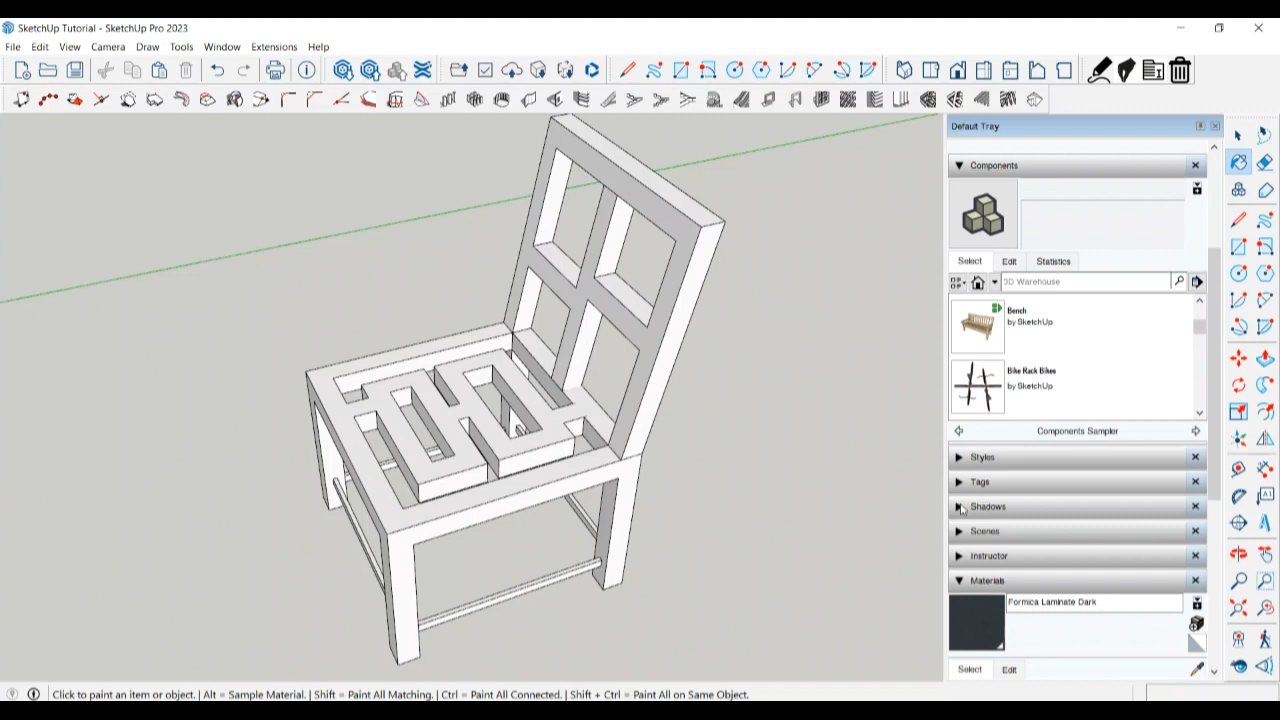 SketchUp Tutorial - SketchUp Pro 2023
File Edit View Camera Draw Tools Window Extensions Help
Default Tray
Components
Select Edit Statistics
3D Warehouse
Bench
by SketchUp
Bike Rack Bikes
by SketchUp
Components Sampler
Styles
Tags
Shadows
Scenes
Instructor
Materials
Formica Laminate Dark
Select Edit
Click to paint an item or object. | Alt = Sample Material. | Shift = Paint All Matching. | Ctrl = Paint All Connected. | Shift + Ctrl = Paint All on Same Object.